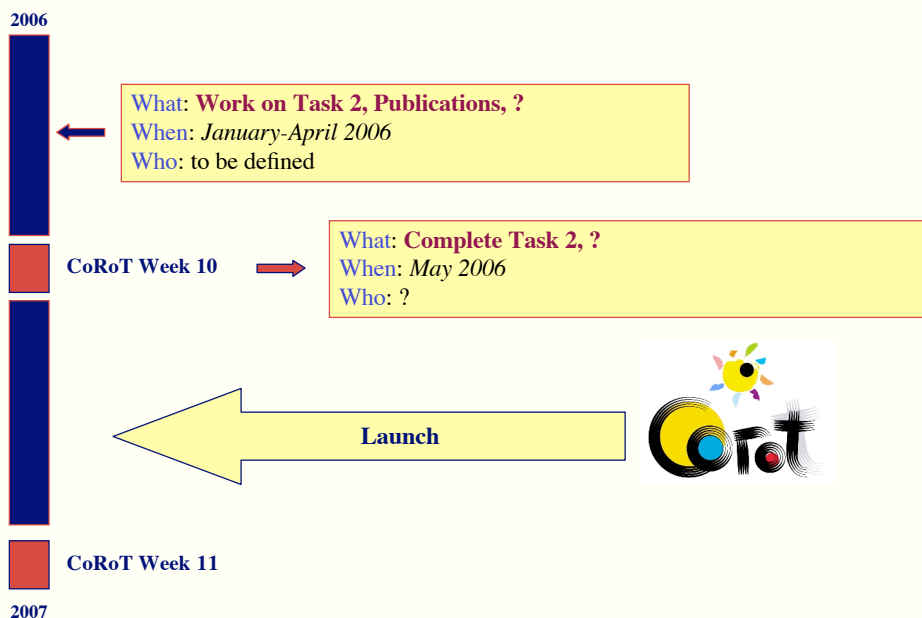 2006
What: Work on Task 2, Publications, ?
When: January-April 2006
Who: to be defined
What: Complete Task 2, ?
CoRoT Week 10
When: May 2006
Who: ?
Launch
CoRoT
CoRoT Week 11
2007